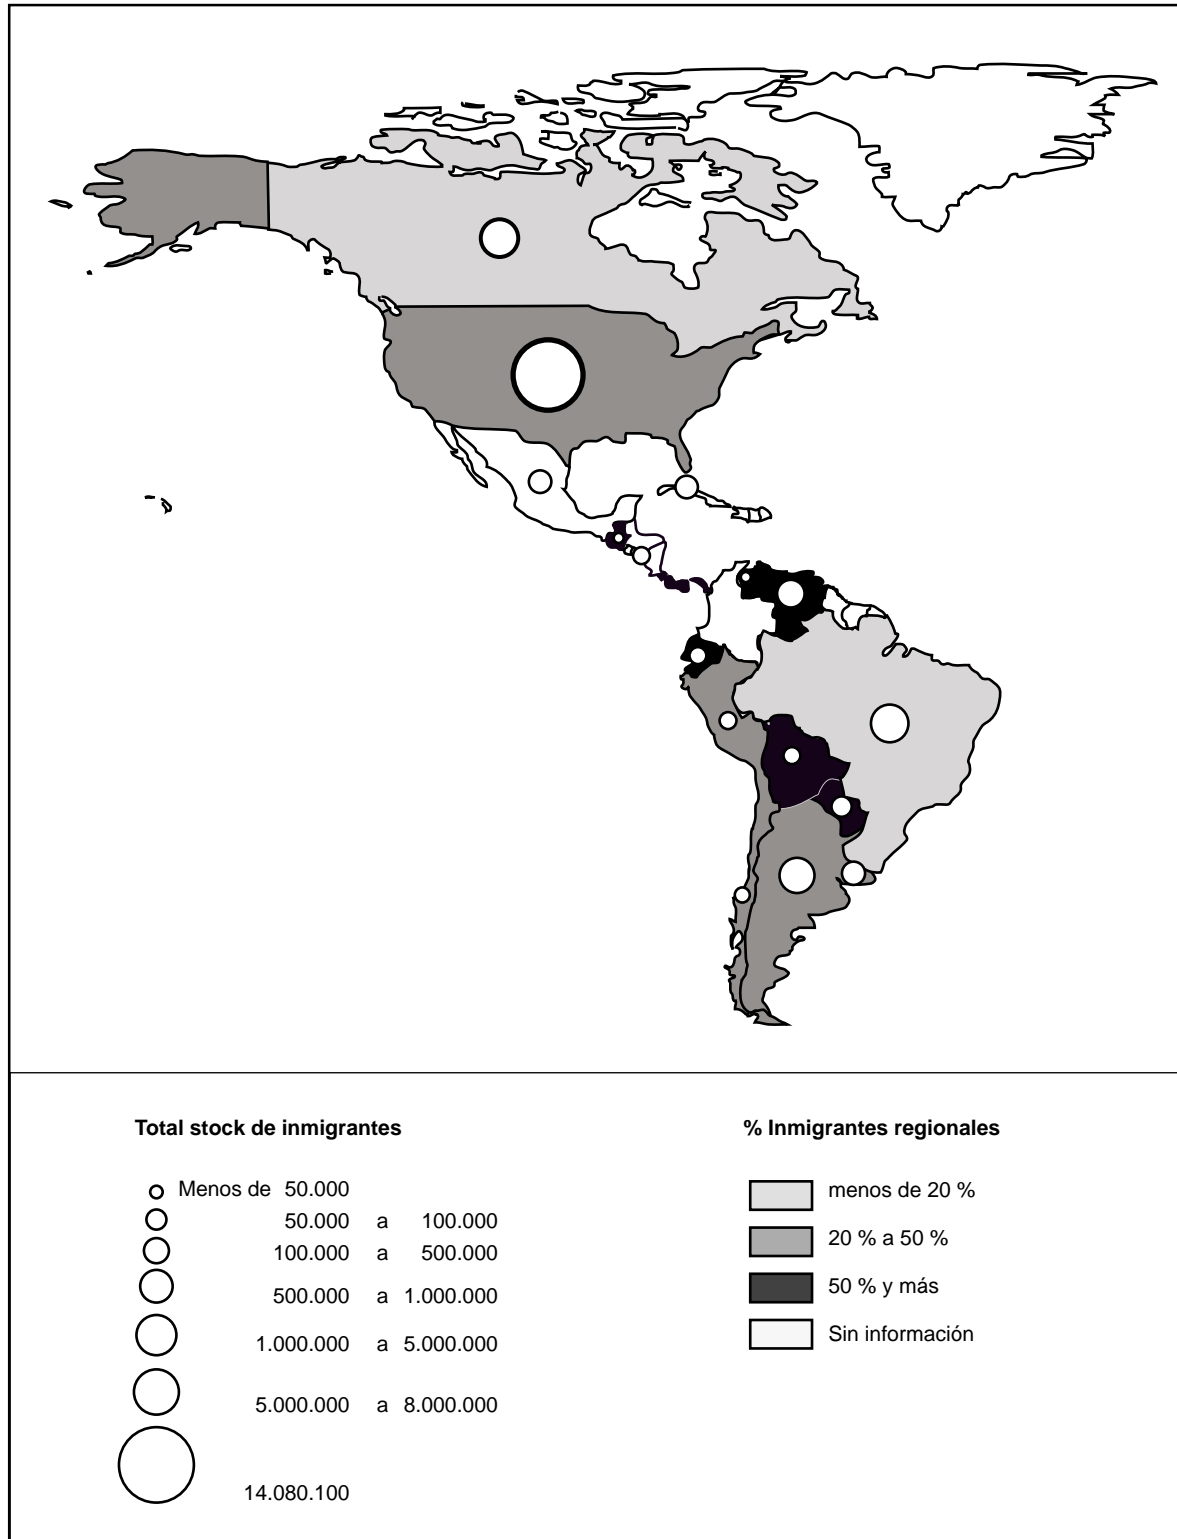 Total stock de inmigrantes
Menos de 50.000
50.000 a 100.000
100.000 a 500.000
500.000 a 1.000.000
1.000.000 a 5.000.000
5.000.000 a 8.000.000
14.080.100
% Inmigrantes regionales
menos de 20 %
20 % a 50 %
50 % y más
Sin información